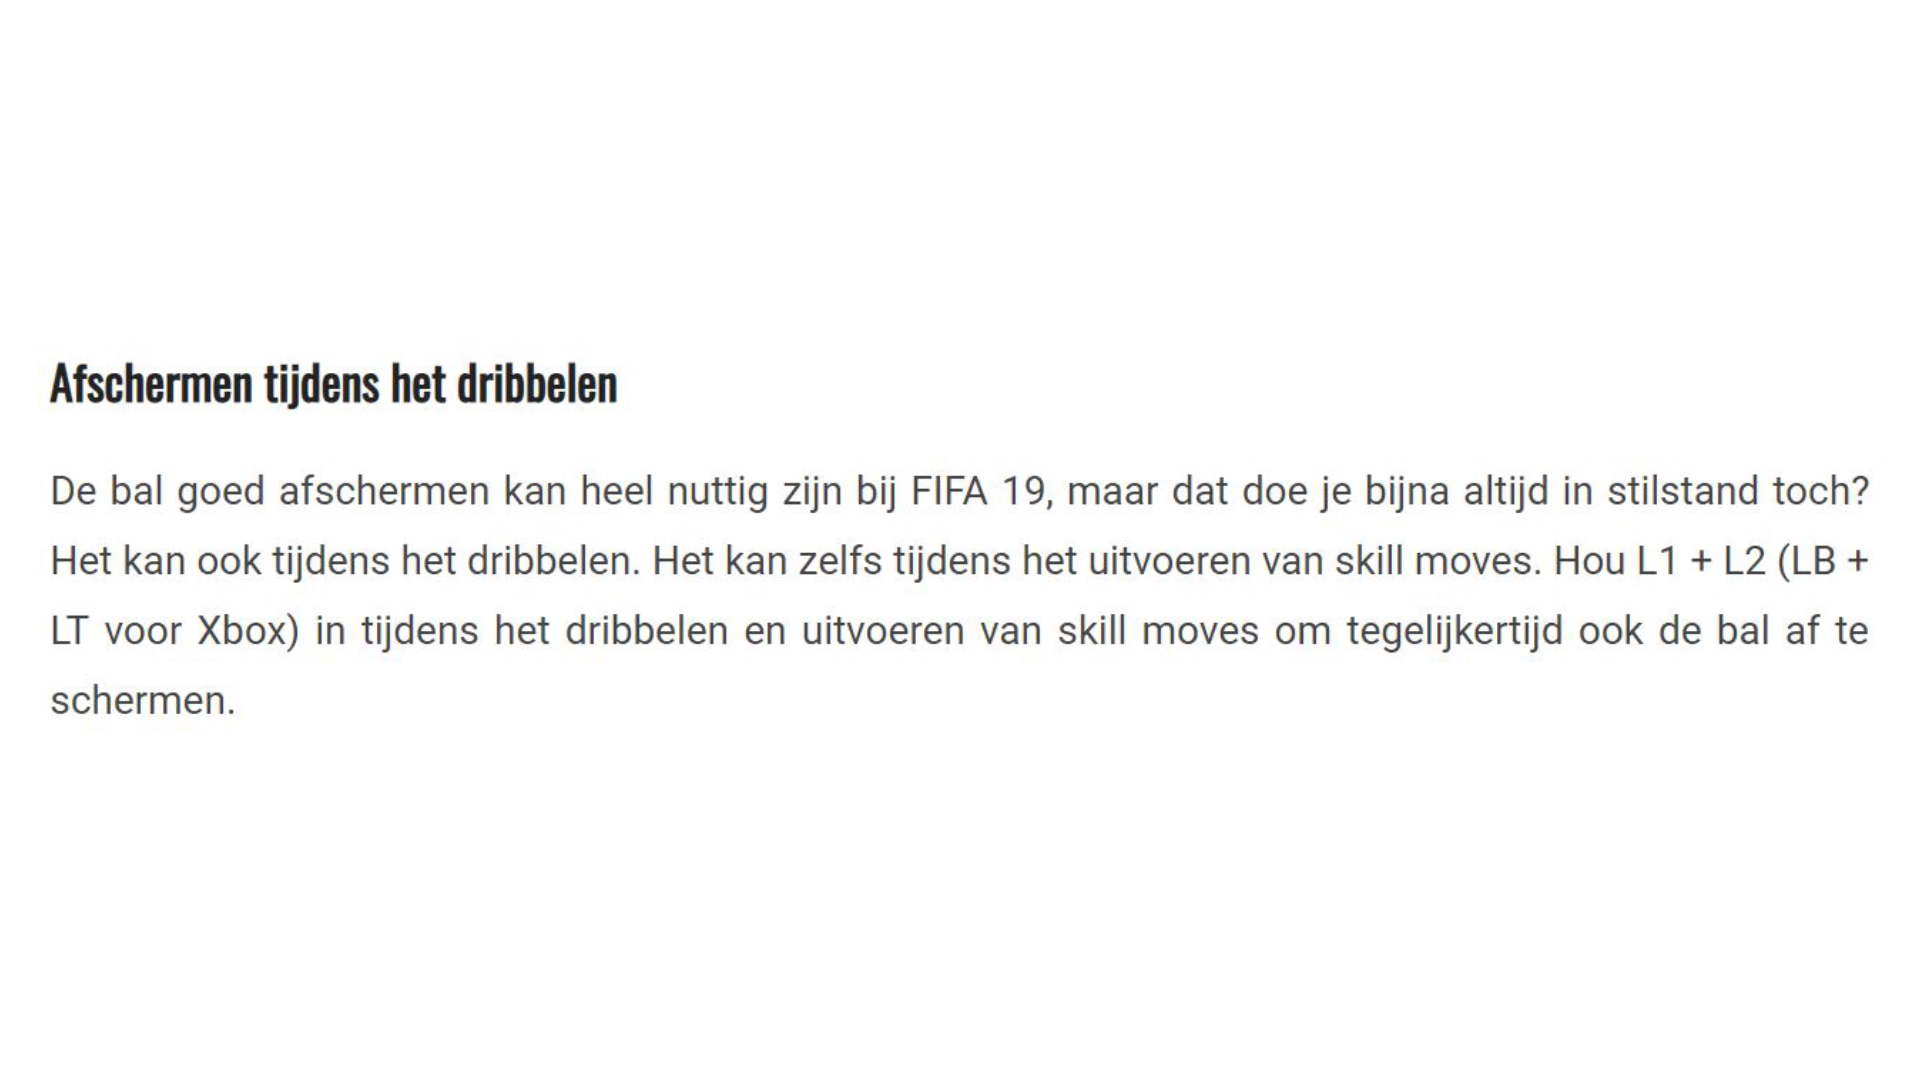 Afschermen tijdens het dribbelen
De bal goed afschermen kan heel nuttig zijn bij FIFA 19, maar dat doe je bijna altijd in stilstand toch?
Het kan ook tijdens het dribbelen. Het kan zelfs tijdens het uitvoeren van skill moves. Hou L1 + L2 (LB +
LT voor Xbox) in tijdens het dribbelen en uitvoeren van skill moves om tegelijkertijd ook de bal af te
schermen.